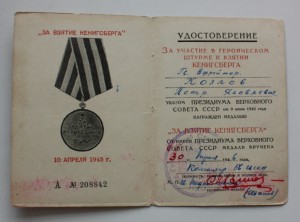 „ЗА ВЗЯТИЕ КЕНИГСБЕРГА“
10 АПРЕЛЯ 1945 г.
А № 208842
УДОСТОВЕРЕНИЕ
ЗА УЧАСТИЕ В ГЕРОИЧЕСКОМ
ШТУРМЕ И ВЗЯТИИ
КЕНИГСБЕРГА
Козлов
Петр Яковлевич
УКАЗОМ ПРЕЗИДИУМА ВЕРХОВНОГО
СОВЕТА СССР от 9 июня 1945 года
НАГРАЖДЕН МЕДАЛЬЮ
„ЗА ВЗЯТИЕ КЕНИГСБЕРГА“
ОТ ИМЕНИ ПРЕЗИДИУМА ВЕРХОВНОГО
СОВЕТА СССР МЕДАЛЬ ВРУЧЕНА
30
Командир